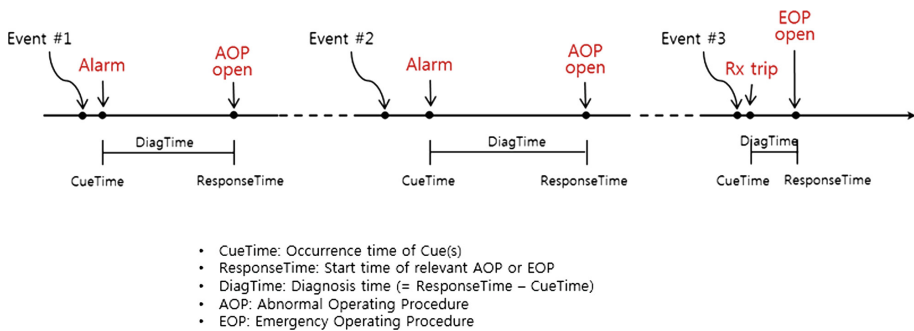 Event #1
Alarm
AOP
open
Event #2
Alarm
AOP
open
Event #3
Rx trip
EOP
open
DiagTime
CueTime
ResponseTime
DiagTime
CueTime
ResponseTime
DiagTime
CueTime
ResponseTime
• CueTime: Occurrence time of Cue(s)
• ResponseTime: Start time of relevant AOP or EOP
• DiagTime: Diagnosis time (= ResponseTime – CueTime)
• AOP: Abnormal Operating Procedure
• EOP: Emergency Operating Procedure